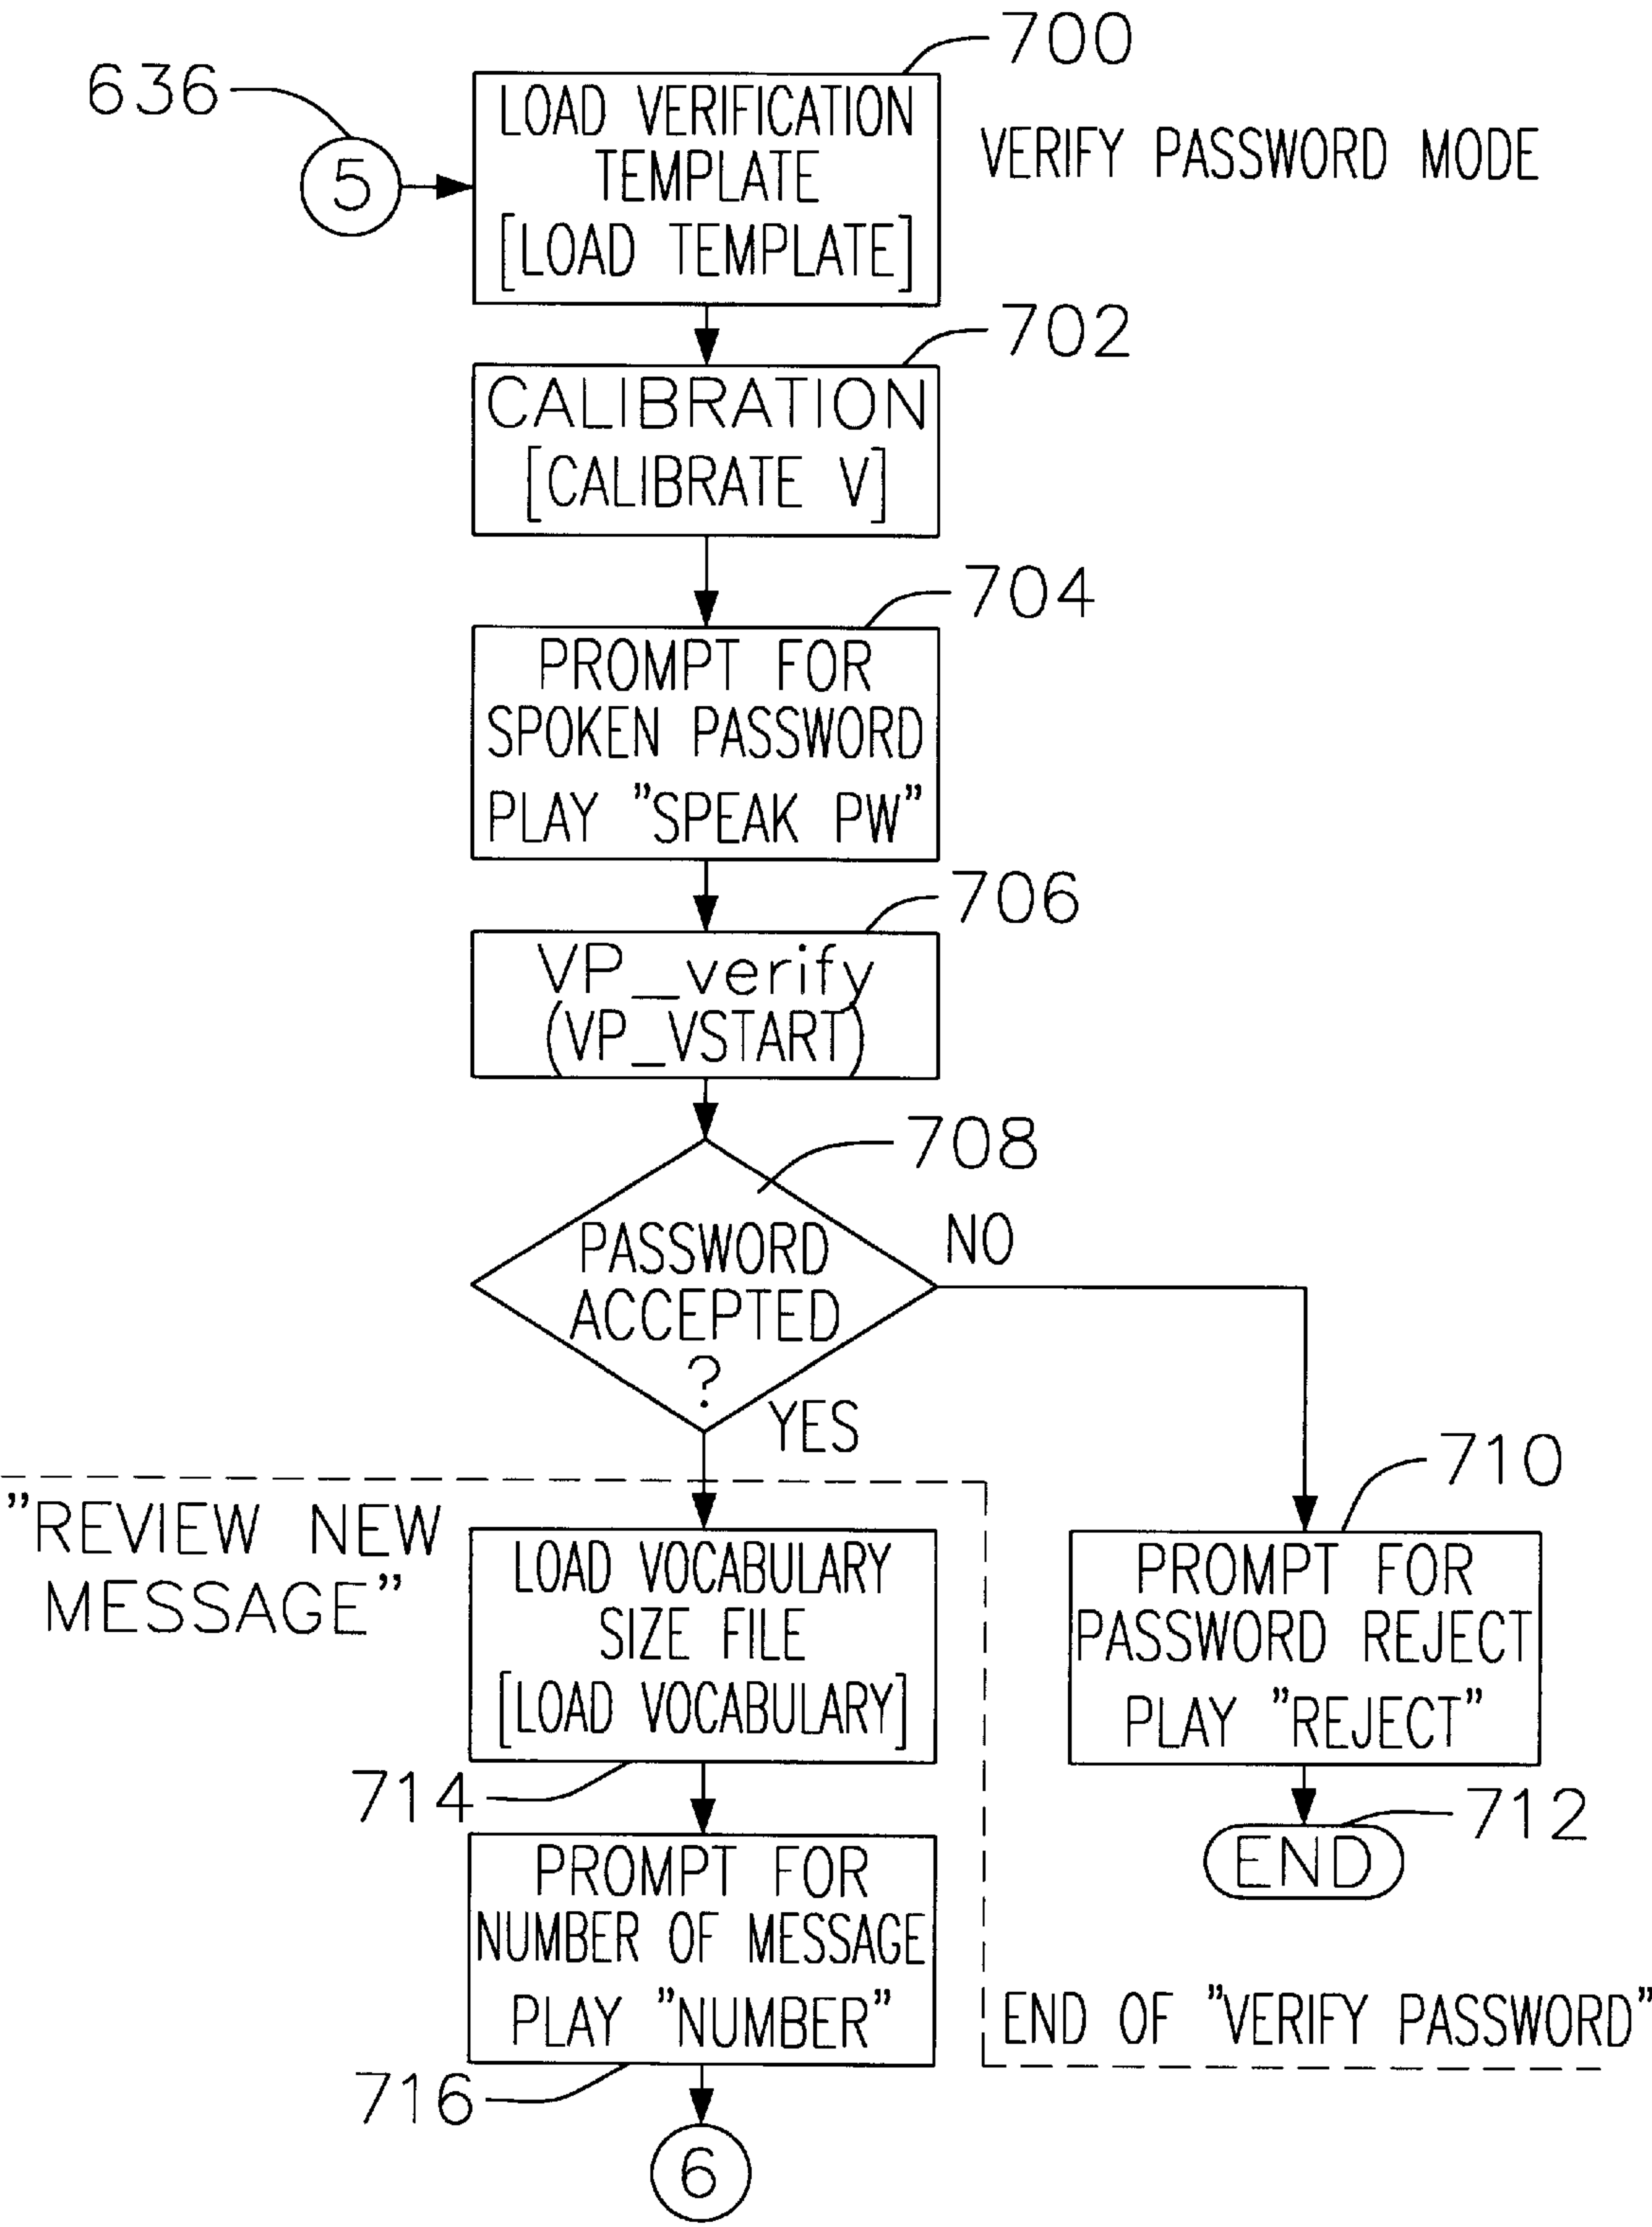 700
636
LOAD VERIFICATION
TEMPLATE
[LOAD TEMPLATE]
VERIFY PASSWORD MODE
5
702
CALIBRATION
[CALIBRATE V]
704
PROMPT FOR
SPOKEN PASSWORD
PLAY "SPEAK PW"
706
VP_verify
(VP_VSTART)
708
PASSWORD
ACCEPTED
?
NO
YES
710
"REVIEW NEW
MESSAGE"
LOAD VOCABULARY
SIZE FILE
[LOAD VOCABULARY]
714
PROMPT FOR
PASSWORD REJECT
PLAY "REJECT"
712
END
PROMPT FOR
NUMBER OF MESSAGE
PLAY "NUMBER"
716
END OF "VERIFY PASSWORD"
6